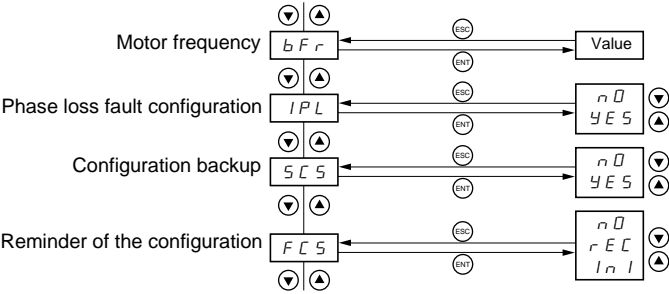 ESC
Motor frequency
bFr
Value
ENT
ESC
Phase loss fault configuration
IPL
nO
YES
ENT
ESC
Configuration backup
SCS
nO
YES
ENT
ESC
Reminder of the configuration
FCS
nO
rEC
InI
ENT